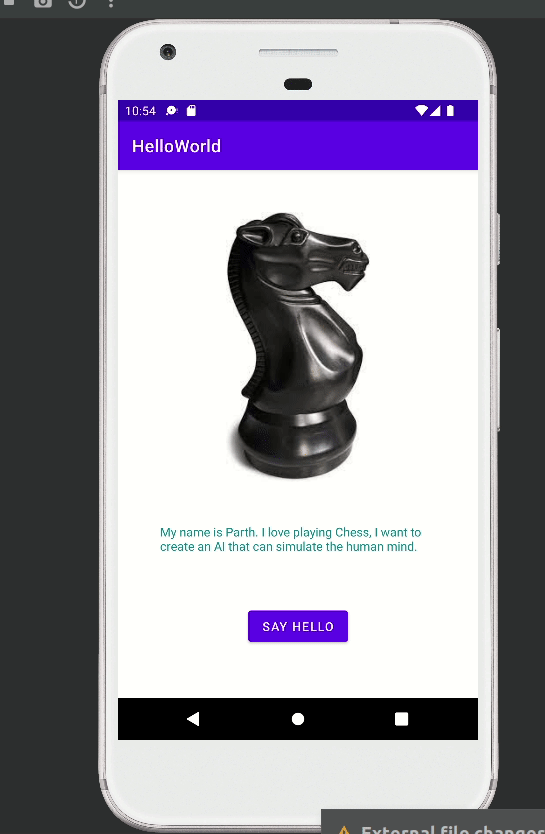 10:54
HelloWorld
My name is Parth. I love playing Chess, I want to
create an AI that can simulate the human mind.
SAY HELLO
External file change